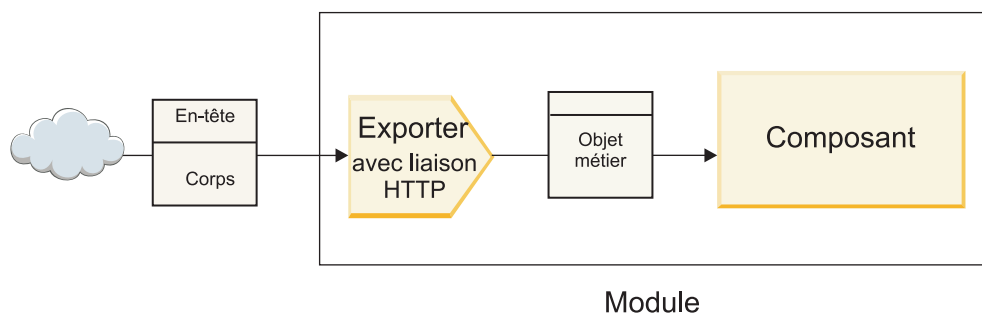 En-tête
Corps
Exporter
avec liaison
HTTP
Objet
métier
Composant
Module